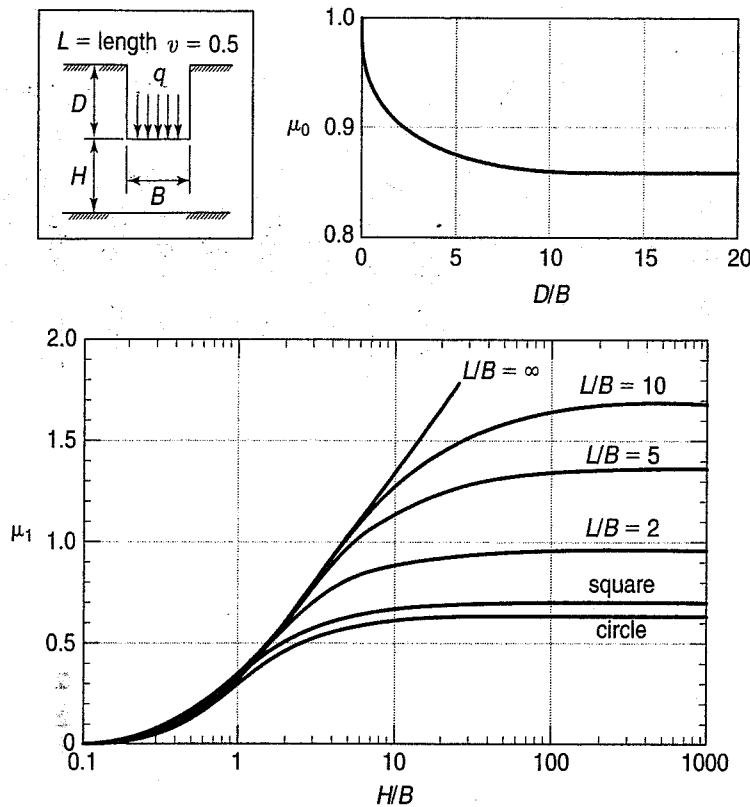 L = length v = 0.5
q
D
H
B
1.0
μ0
0.9
0.8
0 5 10 15 20
D/B
2.0
L/B = ∞
L/B = 10
1.5
L/B = 5
μ1
1.0
L/B = 2
square
0.5
circle
0
0.1 1 10 100 1000
H/B